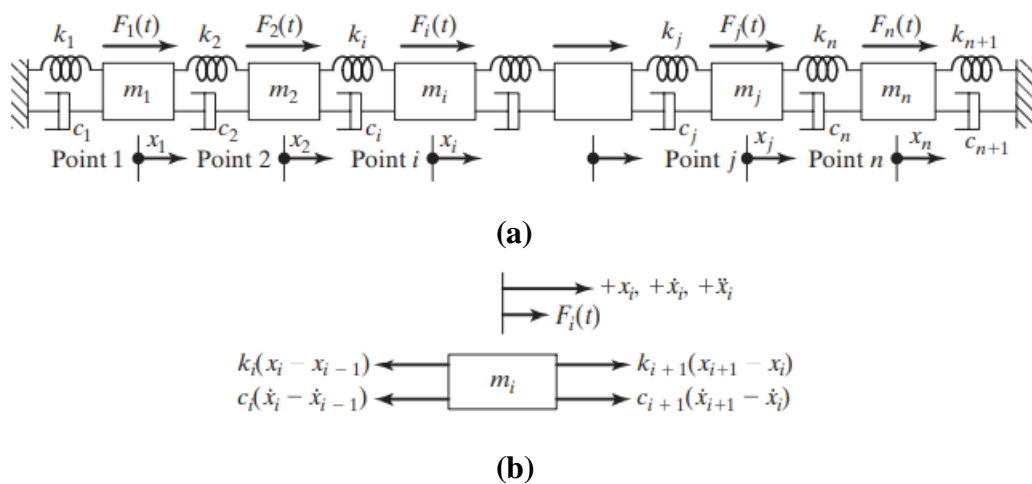 k₁ F₁(t) k₂ F₂(t) kᵢ Fᵢ(t) kⱼ Fⱼ(t) kₙ Fₙ(t) kₙ₊₁
m₁ m₂ mᵢ mⱼ mₙ
c₁ x₁ c₂ x₂ cᵢ xᵢ cⱼ xⱼ cₙ xₙ cₙ₊₁
Point 1 Point 2 Point i Point j Point n
(a)
+xᵢ, +ẋᵢ, +ẍᵢ
Fᵢ(t)
kᵢ(xᵢ − xᵢ₋₁) kᵢ₊₁(xᵢ₊₁ − xᵢ)
mᵢ
cᵢ(ẋᵢ − ẋᵢ₋₁) cᵢ₊₁(ẋᵢ₊₁ − ẋᵢ)
(b)